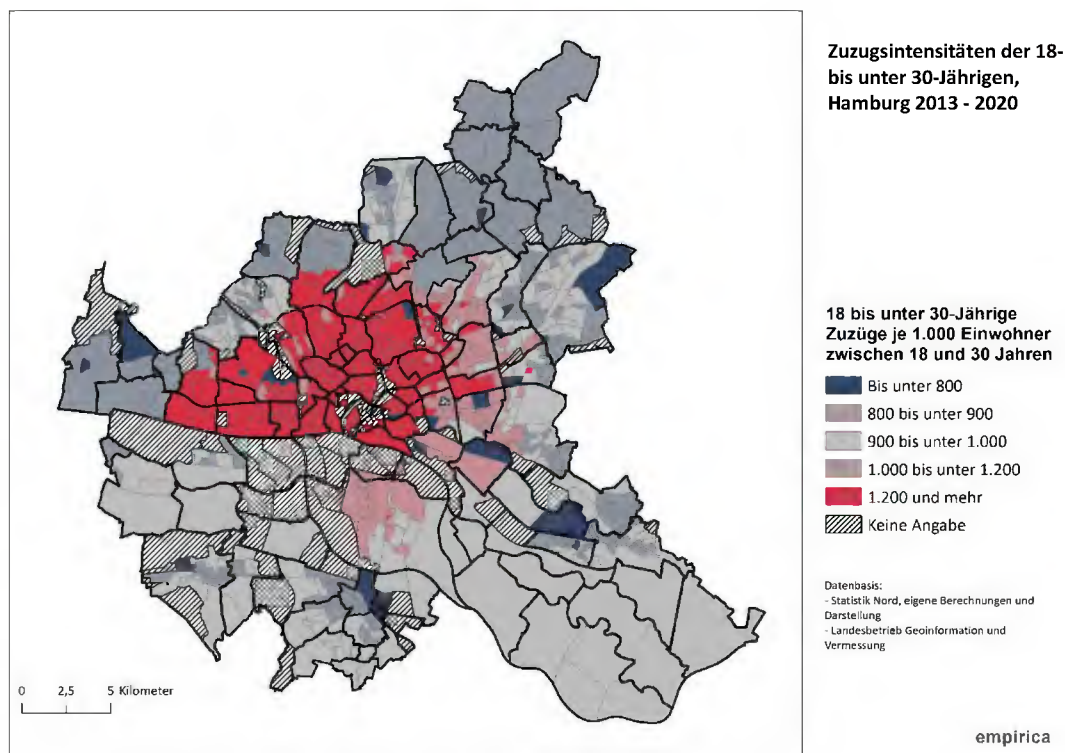 Zuzugsintensitäten der 18-
bis unter 30-Jährigen,
Hamburg 2013 - 2020
18 bis unter 30-Jährige
Zuzüge je 1.000 Einwohner
zwischen 18 und 30 Jahren
Bis unter 800
800 bis unter 900
900 bis unter 1.000
1.000 bis unter 1.200
1.200 und mehr
Keine Angabe
Datenbasis:
- Statistik Nord, eigene Berechnungen und
Darstellung
- Landesbetrieb Geoinformation und
Vermessung
0 2,5 5 Kilometer
empirica